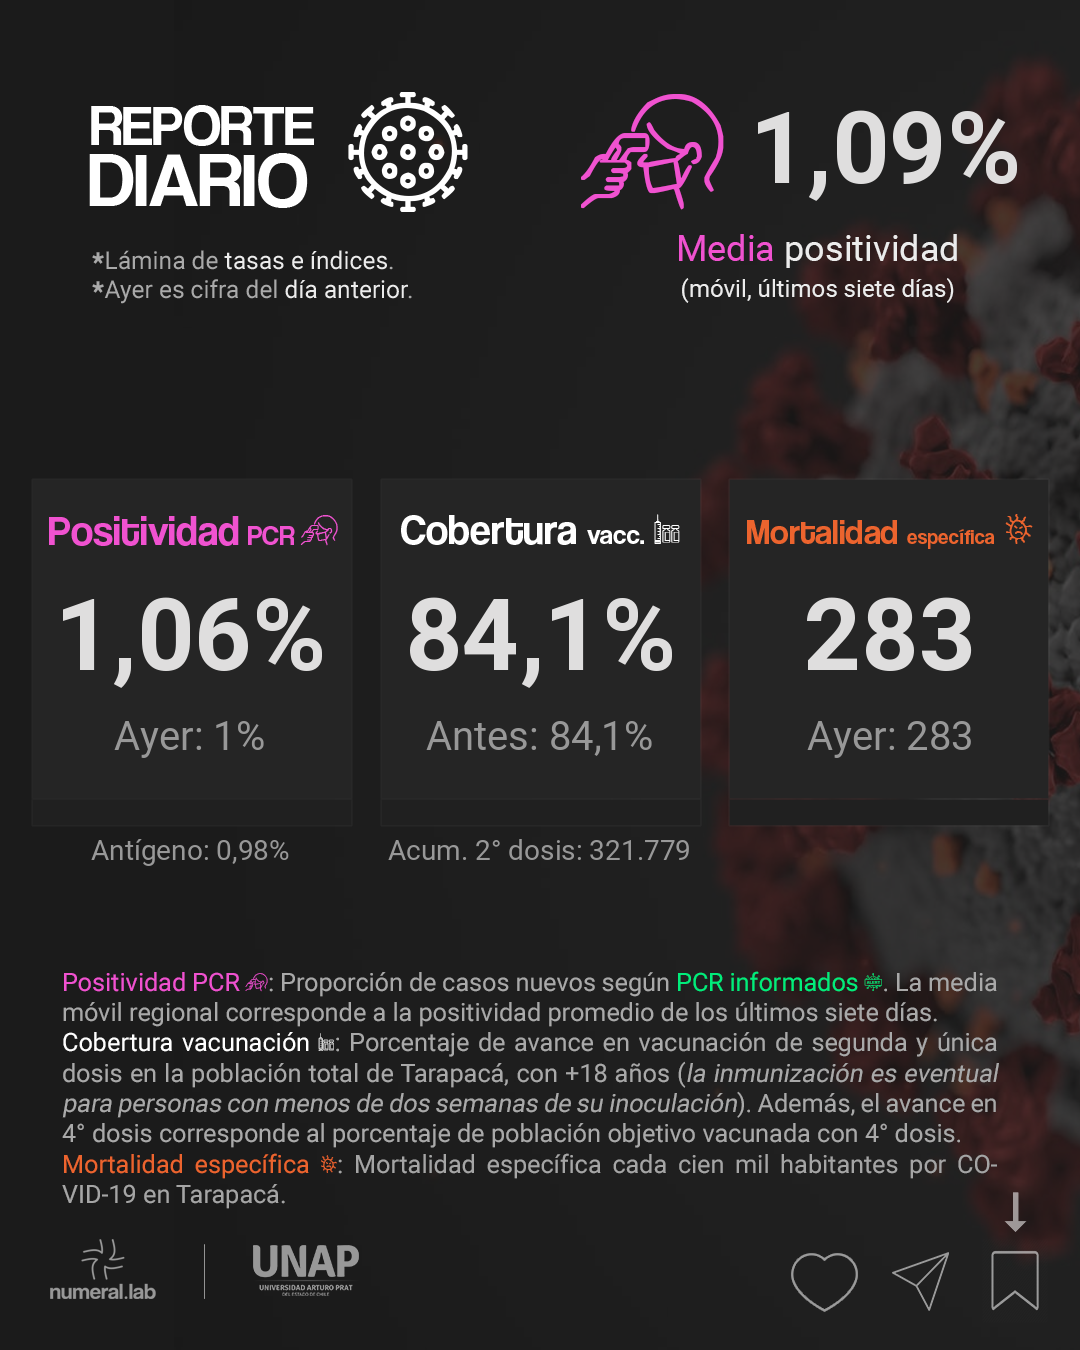 REPORTE
DIARIO
*Lámina de tasas e índices.
*Ayer es cifra del día anterior.
1,09%
Media positividad
(móvil, últimos siete días)
Positividad PCR
1,06%
Ayer: 1%
Antígeno: 0,98%
Cobertura vacc.
84,1%
Antes: 84,1%
Acum. 2° dosis: 321.779
Mortalidad específica
283
Ayer: 283
Positividad PCR : Proporción de casos nuevos según PCR informados . La media
móvil regional corresponde a la positividad promedio de los últimos siete días.
Cobertura vacunación : Porcentaje de avance en vacunación de segunda y única
dosis en la población total de Tarapacá, con +18 años (la inmunización es eventual
para personas con menos de dos semanas de su inoculación). Además, el avance en
4° dosis corresponde al porcentaje de población objetivo vacunada con 4° dosis.
Mortalidad específica : Mortalidad específica cada cien mil habitantes por CO-
VID-19 en Tarapacá.
numeral.lab
UNAP
UNIVERSIDAD ARTURO PRAT
DEL ESTADO DE CHILE